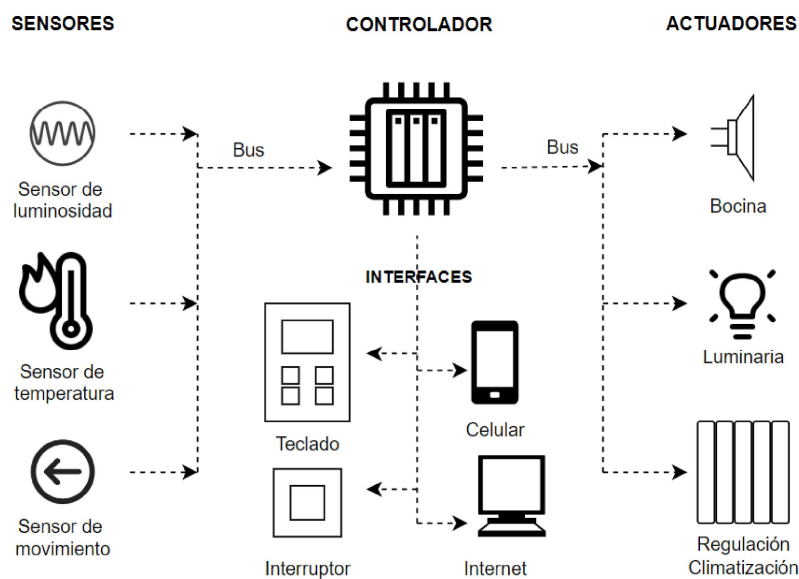 SENSORES
CONTROLADOR
ACTUADORES
Sensor de
luminosidad
Bus
Bus
Bocina
INTERFACES
Sensor de
temperatura
Teclado
Celular
Luminaria
Sensor de
movimiento
Interruptor
Internet
Regulación
Climatización